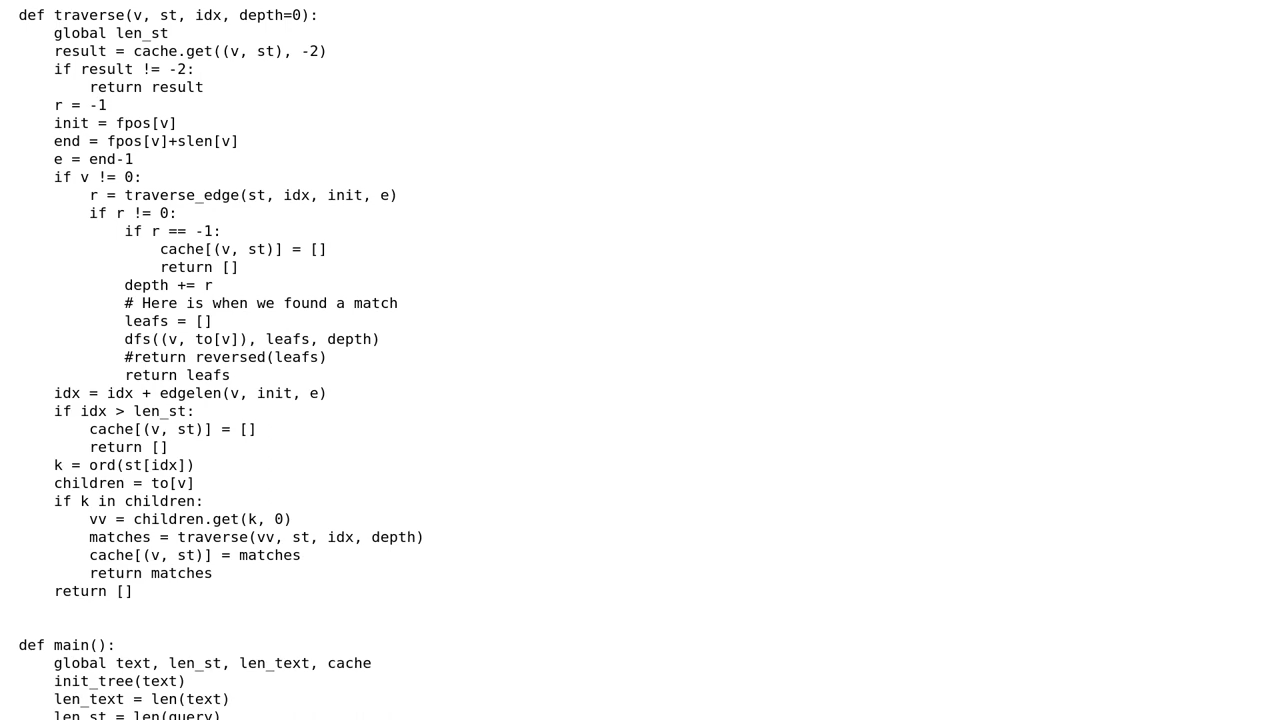 def traverse(v, st, idx, depth=0):
    global len_st
    result = cache.get((v, st), -2)
    if result != -2:
        return result
    r = -1
    init = fpos[v]
    end = fpos[v]+slen[v]
    e = end-1
    if v != 0:
        r = traverse_edge(st, idx, init, e)
        if r != 0:
            if r == -1:
                cache[(v, st)] = []
                return []
            depth += r
            # Here is when we found a match
            leafs = []
            dfs((v, to[v]), leafs, depth)
            #return reversed(leafs)
            return leafs
    idx = idx + edgelen(v, init, e)
    if idx > len_st:
        cache[(v, st)] = []
        return []
    k = ord(st[idx])
    children = to[v]
    if k in children:
        vv = children.get(k, 0)
        matches = traverse(vv, st, idx, depth)
        cache[(v, st)] = matches
        return matches
    return []
def main():
    global text, len_st, len_text, cache
    init_tree(text)
    len_text = len(text)
    len_st = len(query)